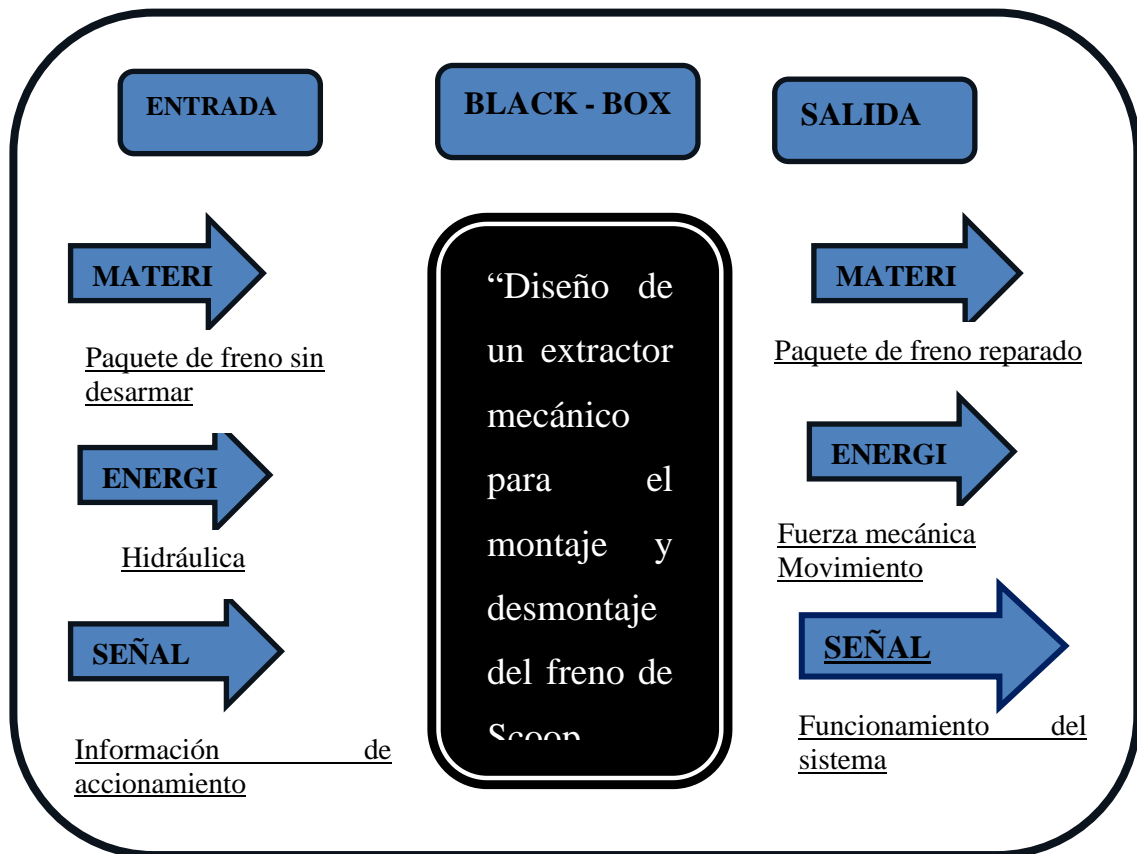 ENTRADA
BLACK - BOX
SALIDA
MATERI
Paquete de freno sin
desarmar
ENERGI
Hidráulica
SEÑAL
Información de
accionamiento
“Diseño de
un extractor
mecánico
para el
montaje y
desmontaje
del freno de
Scoop
MATERI
Paquete de freno reparado
ENERGI
Fuerza mecánica
Movimiento
SEÑAL
Funcionamiento del
sistema